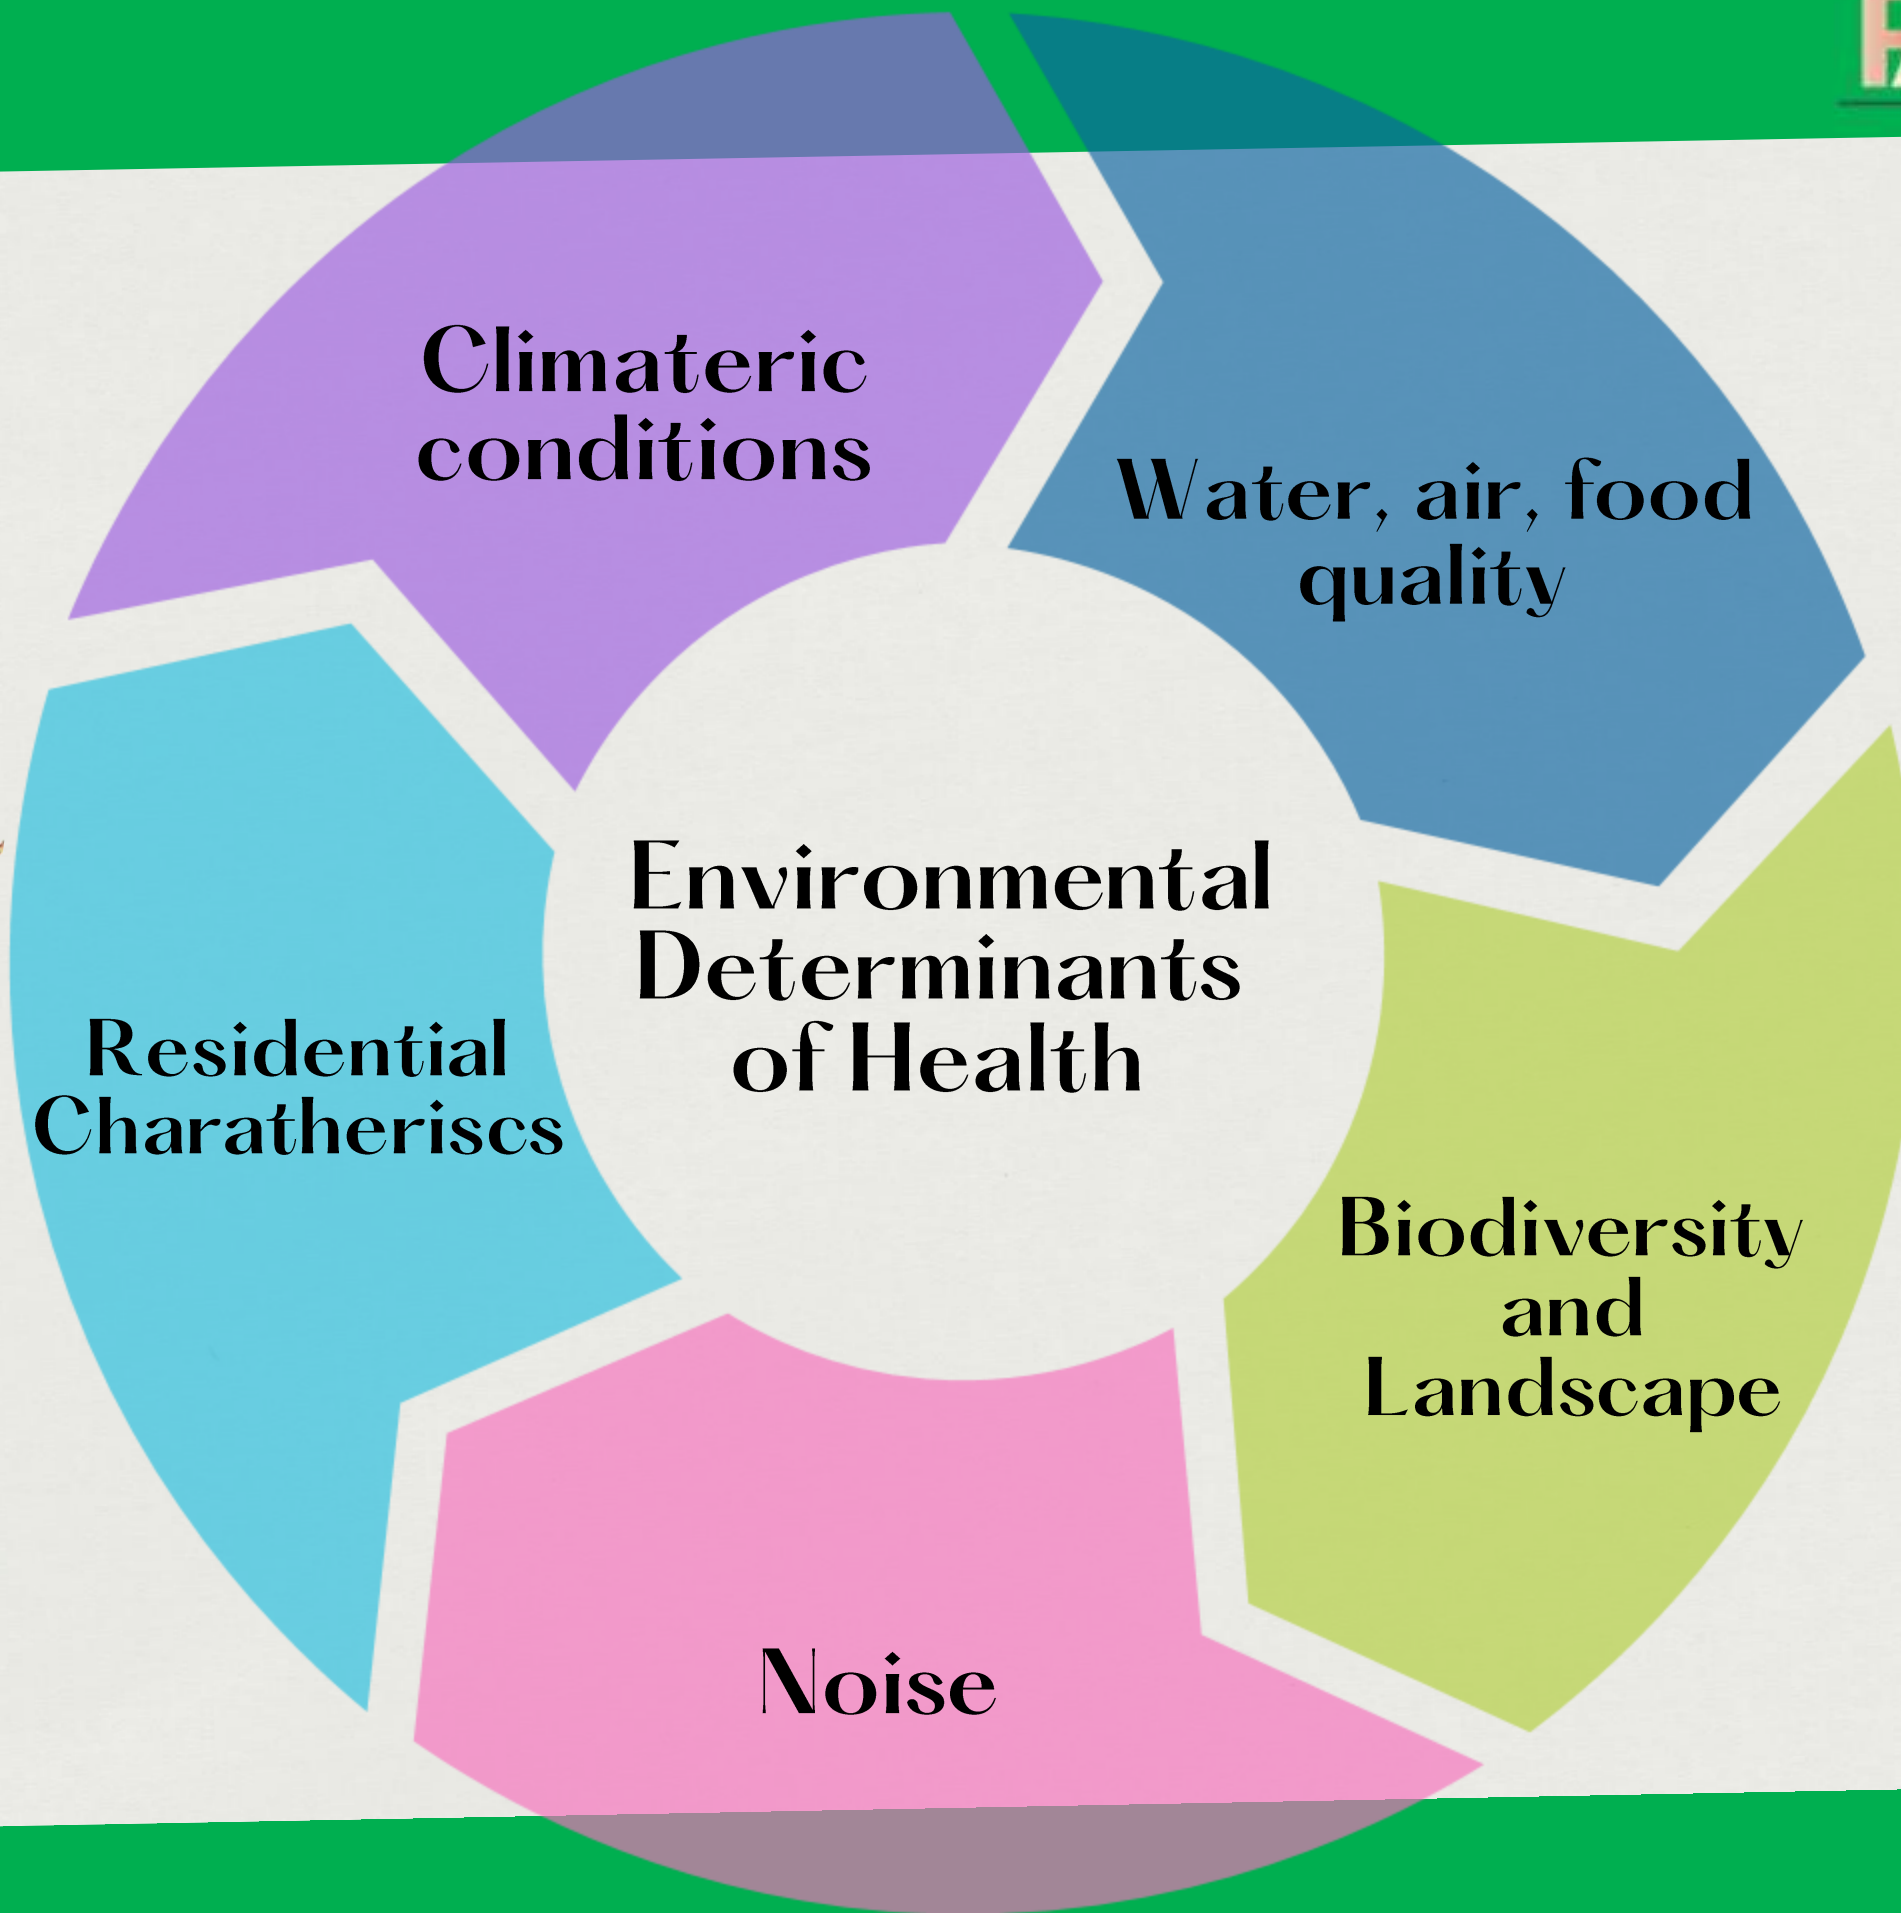 Climateric
conditions
Water, air, food
quality
Environmental
Determinants
of Health
Residential
Charatheriscs
Biodiversity
and
Landscape
Noise